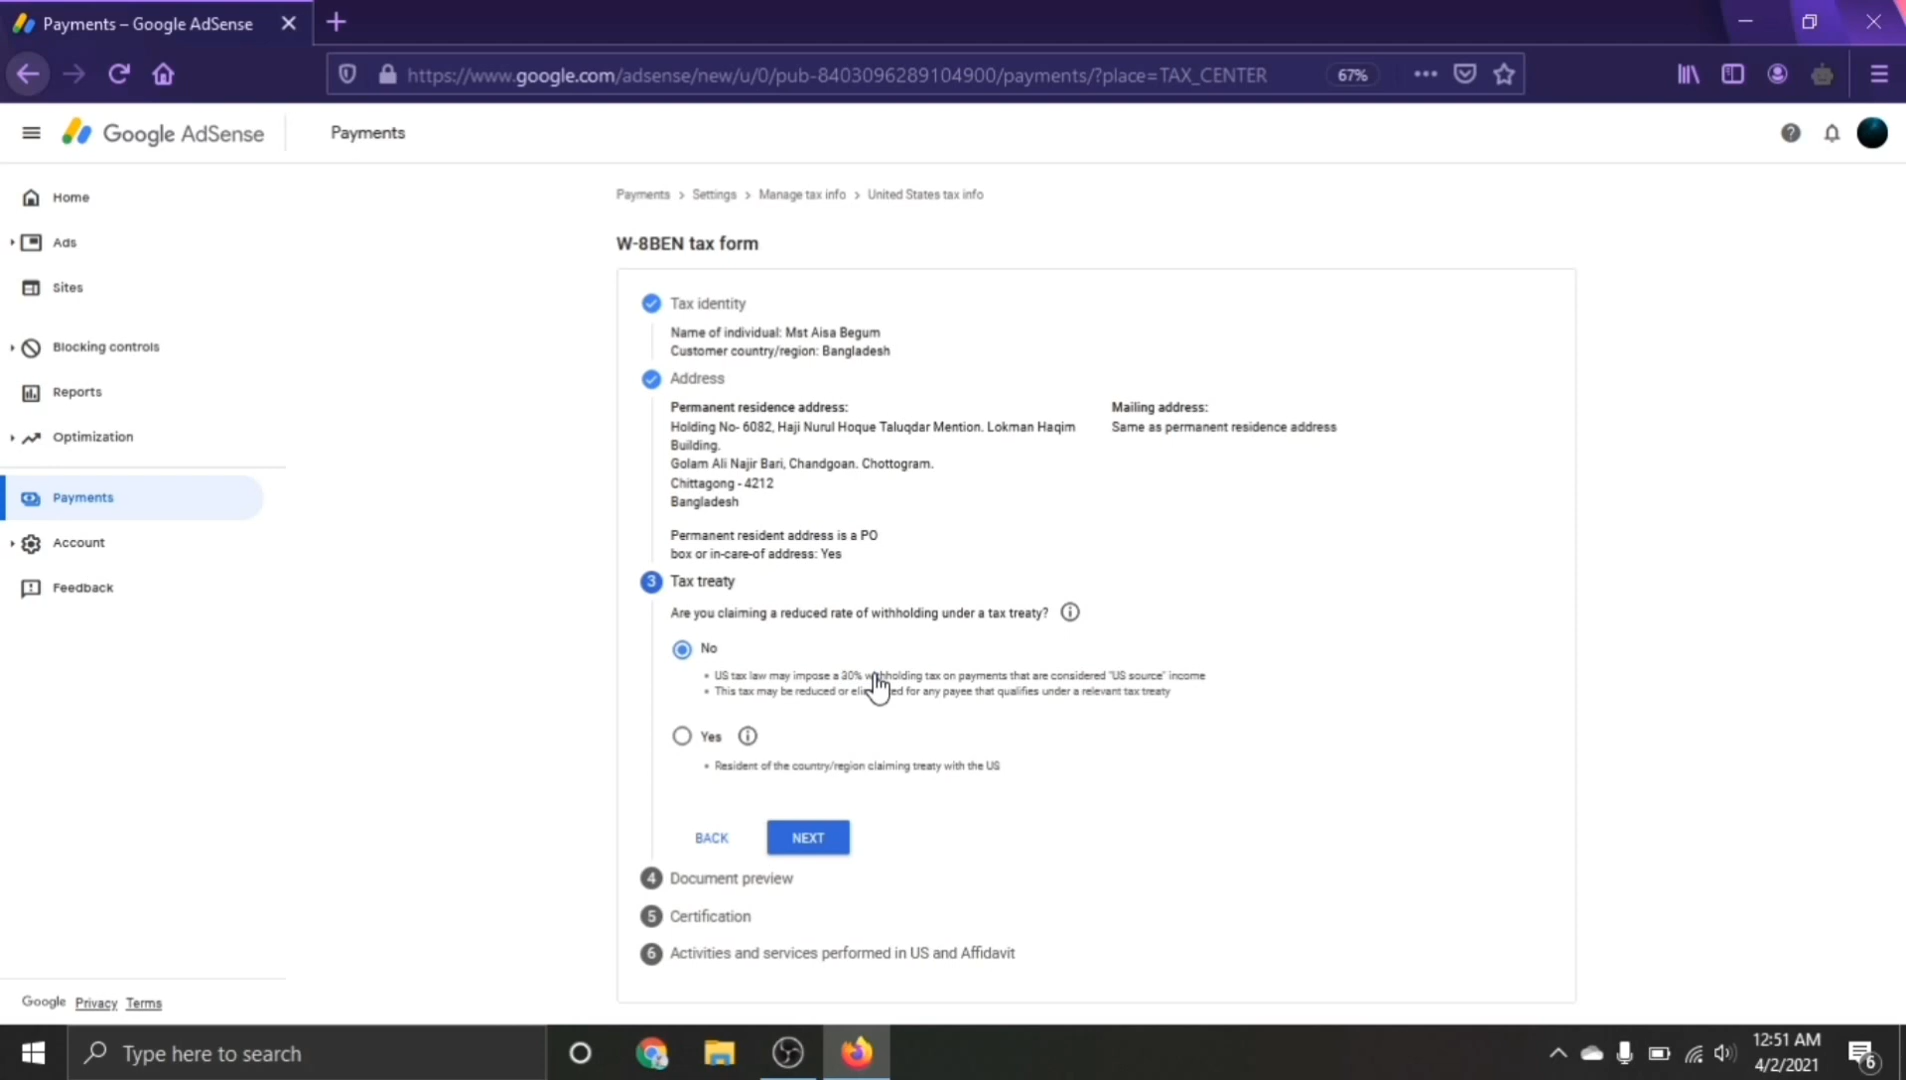 Payments – Google AdSense
https://www.google.com/adsense/new/u/0/pub-8403096289104900/payments/?place=TAX_CENTER
67%
Google AdSense
Payments
Home
Ads
Sites
Blocking controls
Reports
Optimization
Payments
Account
Feedback
Google Privacy Terms
Payments > Settings > Manage tax info > United States tax info
W-8BEN tax form
Tax identity
Name of individual: Mst Aisa Begum
Customer country/region: Bangladesh
Address
Permanent residence address:
Holding No- 6082, Haji Nurul Hoque Taluqdar Mention. Lokman Haqim
Building.
Golam Ali Najir Bari, Chandgoan. Chottogram.
Chittagong - 4212
Bangladesh
Mailing address:
Same as permanent residence address
Permanent resident address is a PO
box or in-care-of address: Yes
3 Tax treaty
Are you claiming a reduced rate of withholding under a tax treaty?
No
• US tax law may impose a 30% withholding tax on payments that are considered "US source" income
• This tax may be reduced or for any payee that qualifies under a relevant tax treaty
Yes
• Resident of the country/region claiming treaty with the US
BACK
NEXT
4 Document preview
5 Certification
6 Activities and services performed in US and Affidavit
Type here to search
12:51 AM
4/2/2021
6